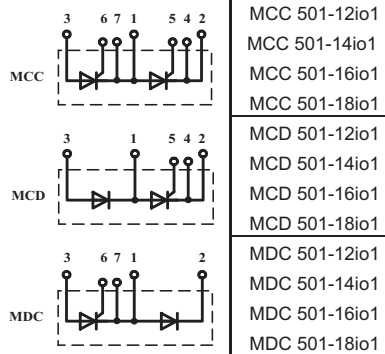 3 6 7 1 5 4 2
MCC
MCC 501-12io1
MCC 501-14io1
MCC 501-16io1
MCC 501-18io1
3 1 5 4 2
MCD
MCD 501-12io1
MCD 501-14io1
MCD 501-16io1
MCD 501-18io1
3 6 7 1 2
MDC
MDC 501-12io1
MDC 501-14io1
MDC 501-16io1
MDC 501-18io1